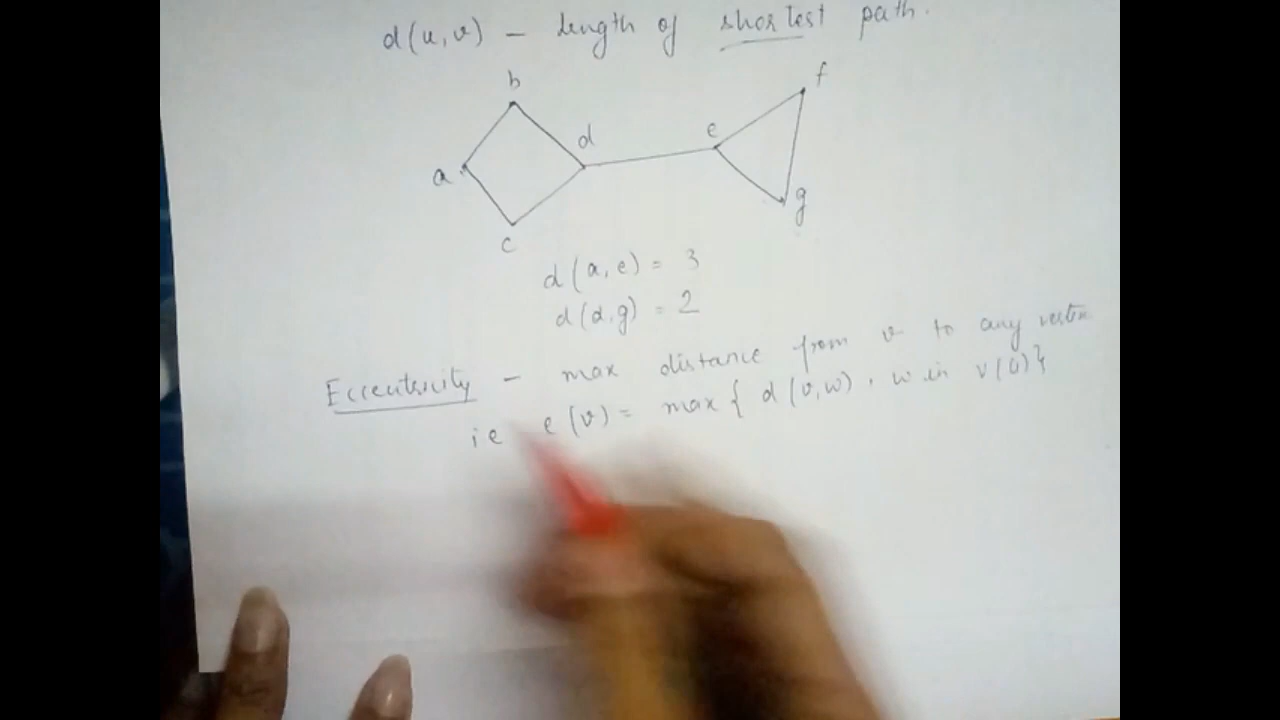 d(u,v) – length of shortest path.
b
f
d
e
a
g
c
d(a,e) = 3
d(d,g) = 2
Eccentricity – max distance from v to any vertex
ie e(v) = max { d(v,w), w in v(G)}